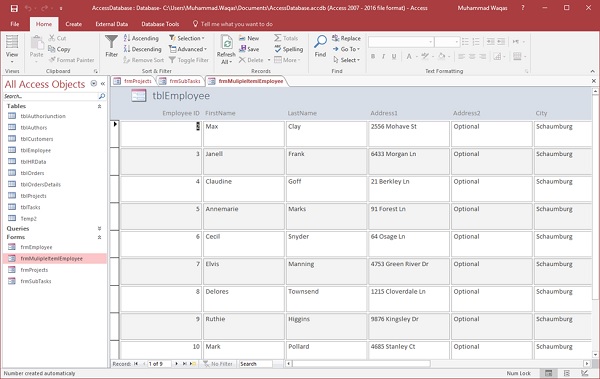 AccessDatabase : Database- C:\Users\Muhammad.Waqas\Documents\AccessDatabase.accdb (Access 2007 - 2016 file format) - Access
Muhammad Waqas
File Home Create External Data Database Tools Tell me what you want to do
View
Views
Paste
Cut
Copy
Format Painter
Clipboard
Filter
Ascending
Descending
Remove Sort
Selection
Advanced
Toggle Filter
Sort & Filter
Refresh All
New
Save
Delete
Totals
Spelling
More
Records
Find
Replace
Go To
Select
Find
B I U
Text Formatting
All Access Objects
Search...
Tables
tblAuthorJunction
tblAuthors
tblCustomers
tblEmployee
tblHRData
tblOrders
tblOrdersDetails
tblProjects
tblTasks
Temp2
Queries
Forms
frmEmployee
frmMulipleItemlEmployee
frmProjects
frmSubTasks
frmProjects frmSubTasks frmMulipleItemlEmployee
tblEmployee
Employee ID FirstName LastName Address1 Address2 City
2 Max Clay 2556 Mohave St Optional Schaumburg
3 Janell Frank 6433 Morgan Ln Optional Schaumburg
4 Claudine Goff 21 Berkley Ln Optional Schaumburg
5 Annemarie Marks 91 Forest Ln Optional Schaumburg
6 Cecil Snyder 64 Osage Ln Optional Schaumburg
7 Elvis Manning 4753 Green River Dr Optional Schaumburg
8 Delores Townsend 1215 Cloverdale Ln Optional Schaumburg
9 Ruthie Higgins 9876 Kingsley Dr Optional Schaumburg
10 Mark Pollard 4685 Stanley Ct Optional Schaumburg
Record: 1 of 9 No Filter Search
Number created automaticaly
Num Lock